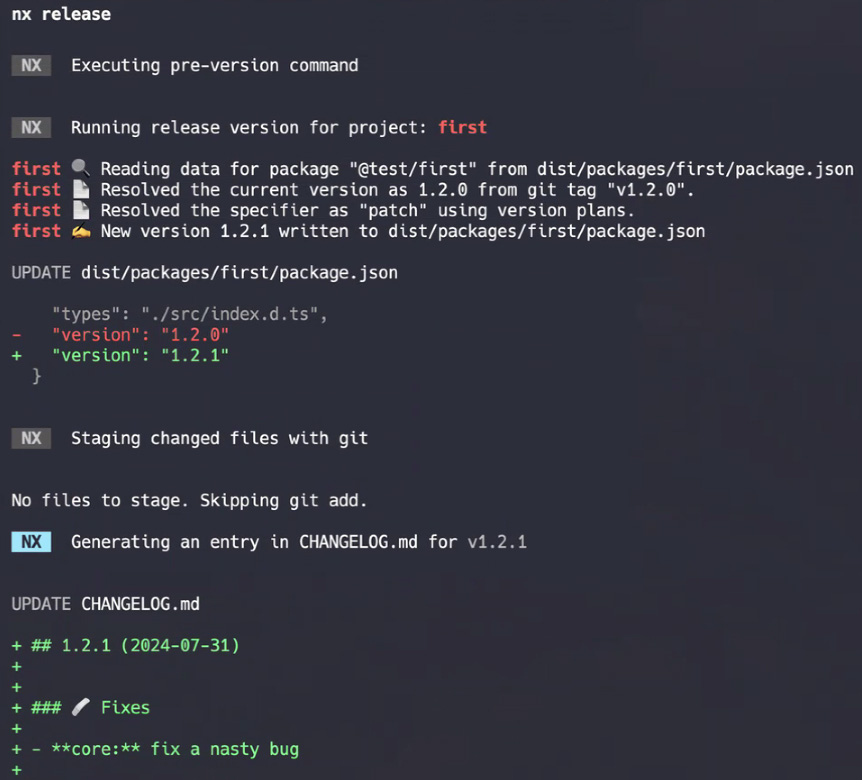 nx release
NX Executing pre-version command
NX Running release version for project: first
first 🔍 Reading data for package "@test/first" from dist/packages/first/package.json
first 📄 Resolved the current version as 1.2.0 from git tag "v1.2.0".
first 📄 Resolved the specifier as "patch" using version plans.
first ✍️ New version 1.2.1 written to dist/packages/first/package.json
UPDATE dist/packages/first/package.json
"types": "./src/index.d.ts",
- "version": "1.2.0"
+ "version": "1.2.1"
}
NX Staging changed files with git
No files to stage. Skipping git add.
NX Generating an entry in CHANGELOG.md for v1.2.1
UPDATE CHANGELOG.md
+ ## 1.2.1 (2024-07-31)
+
+
+ ### 🩹 Fixes
+
+ - **core:** fix a nasty bug
+